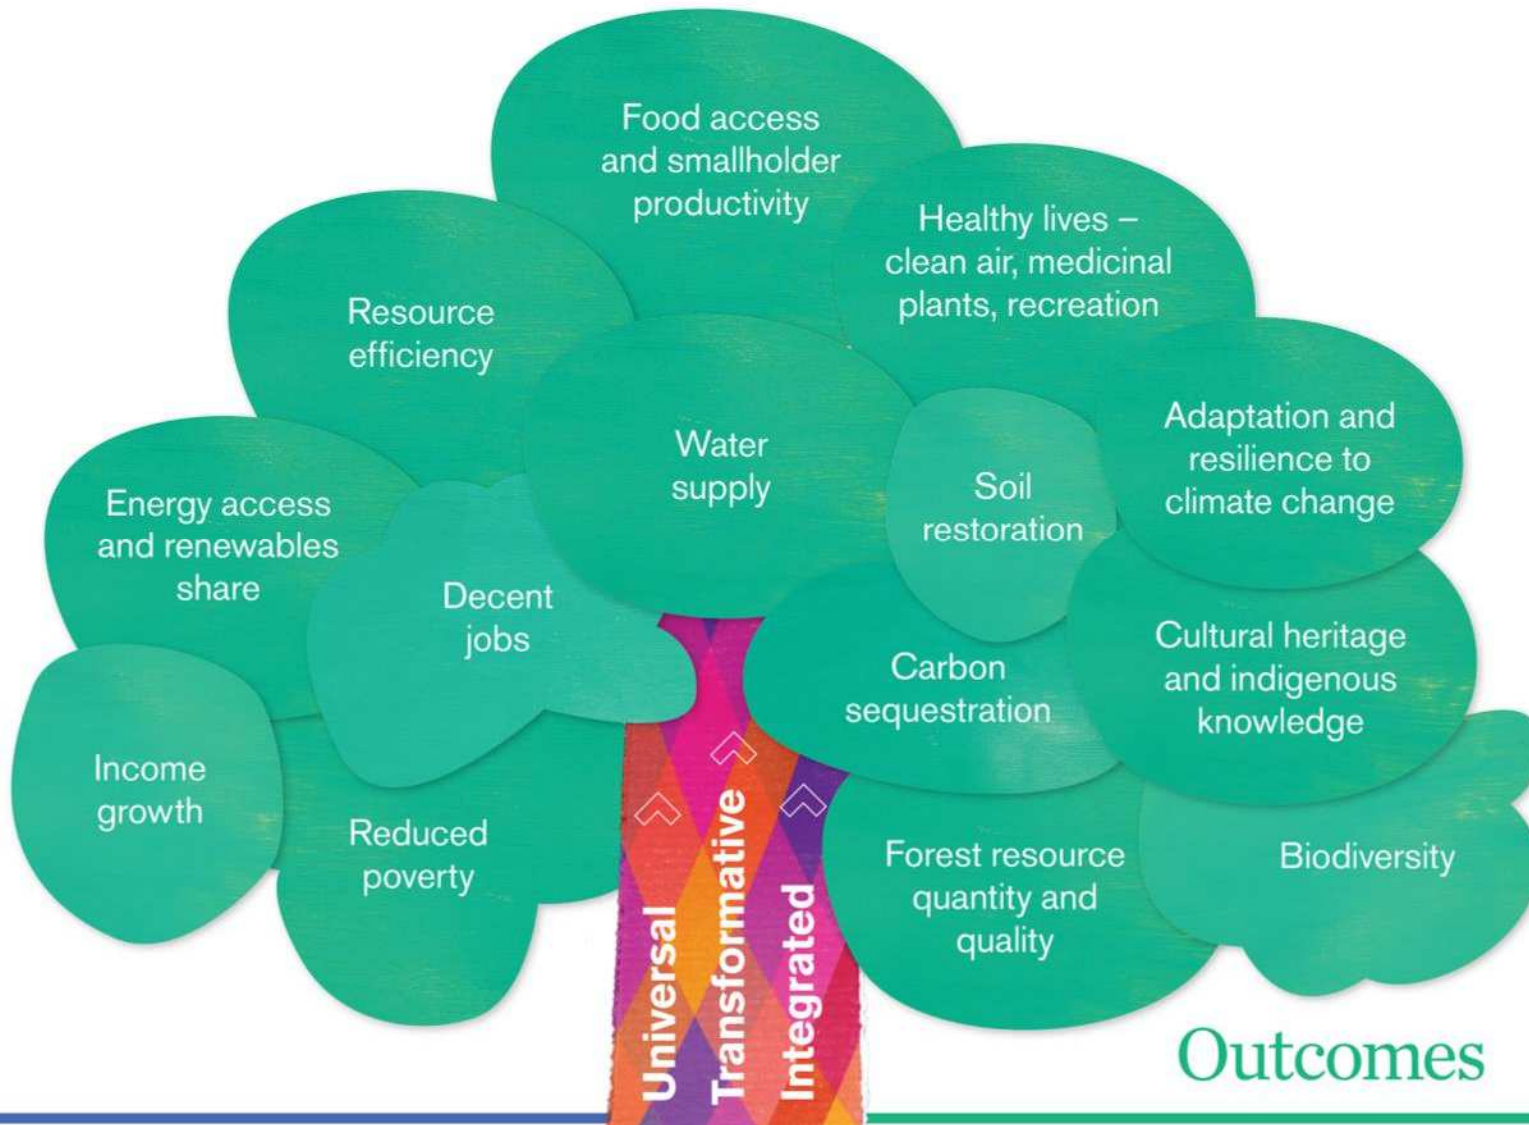 Food access
and smallholder
productivity
Healthy lives –
clean air, medicinal
plants, recreation
Resource
efficiency
Water
supply
Soil
restoration
Adaptation and
resilience to
climate change
Energy access
and renewables
share
Decent
jobs
Carbon
sequestration
Cultural heritage
and indigenous
knowledge
Income
growth
Reduced
poverty
Forest resource
quantity and
quality
Biodiversity
Universal
Transformative
Integrated
Outcomes